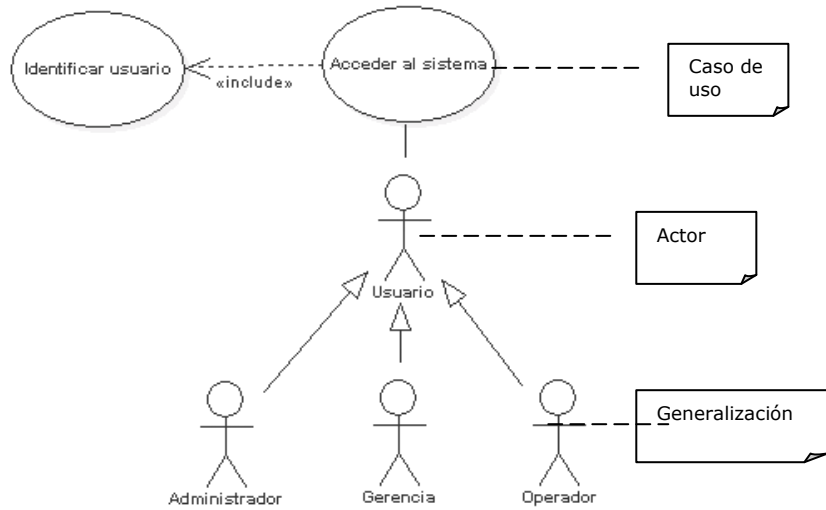 Identificar usuario
Acceder al sistema
«include»
Caso de
uso
Actor
Usuario
Generalización
Administrador
Gerencia
Operador